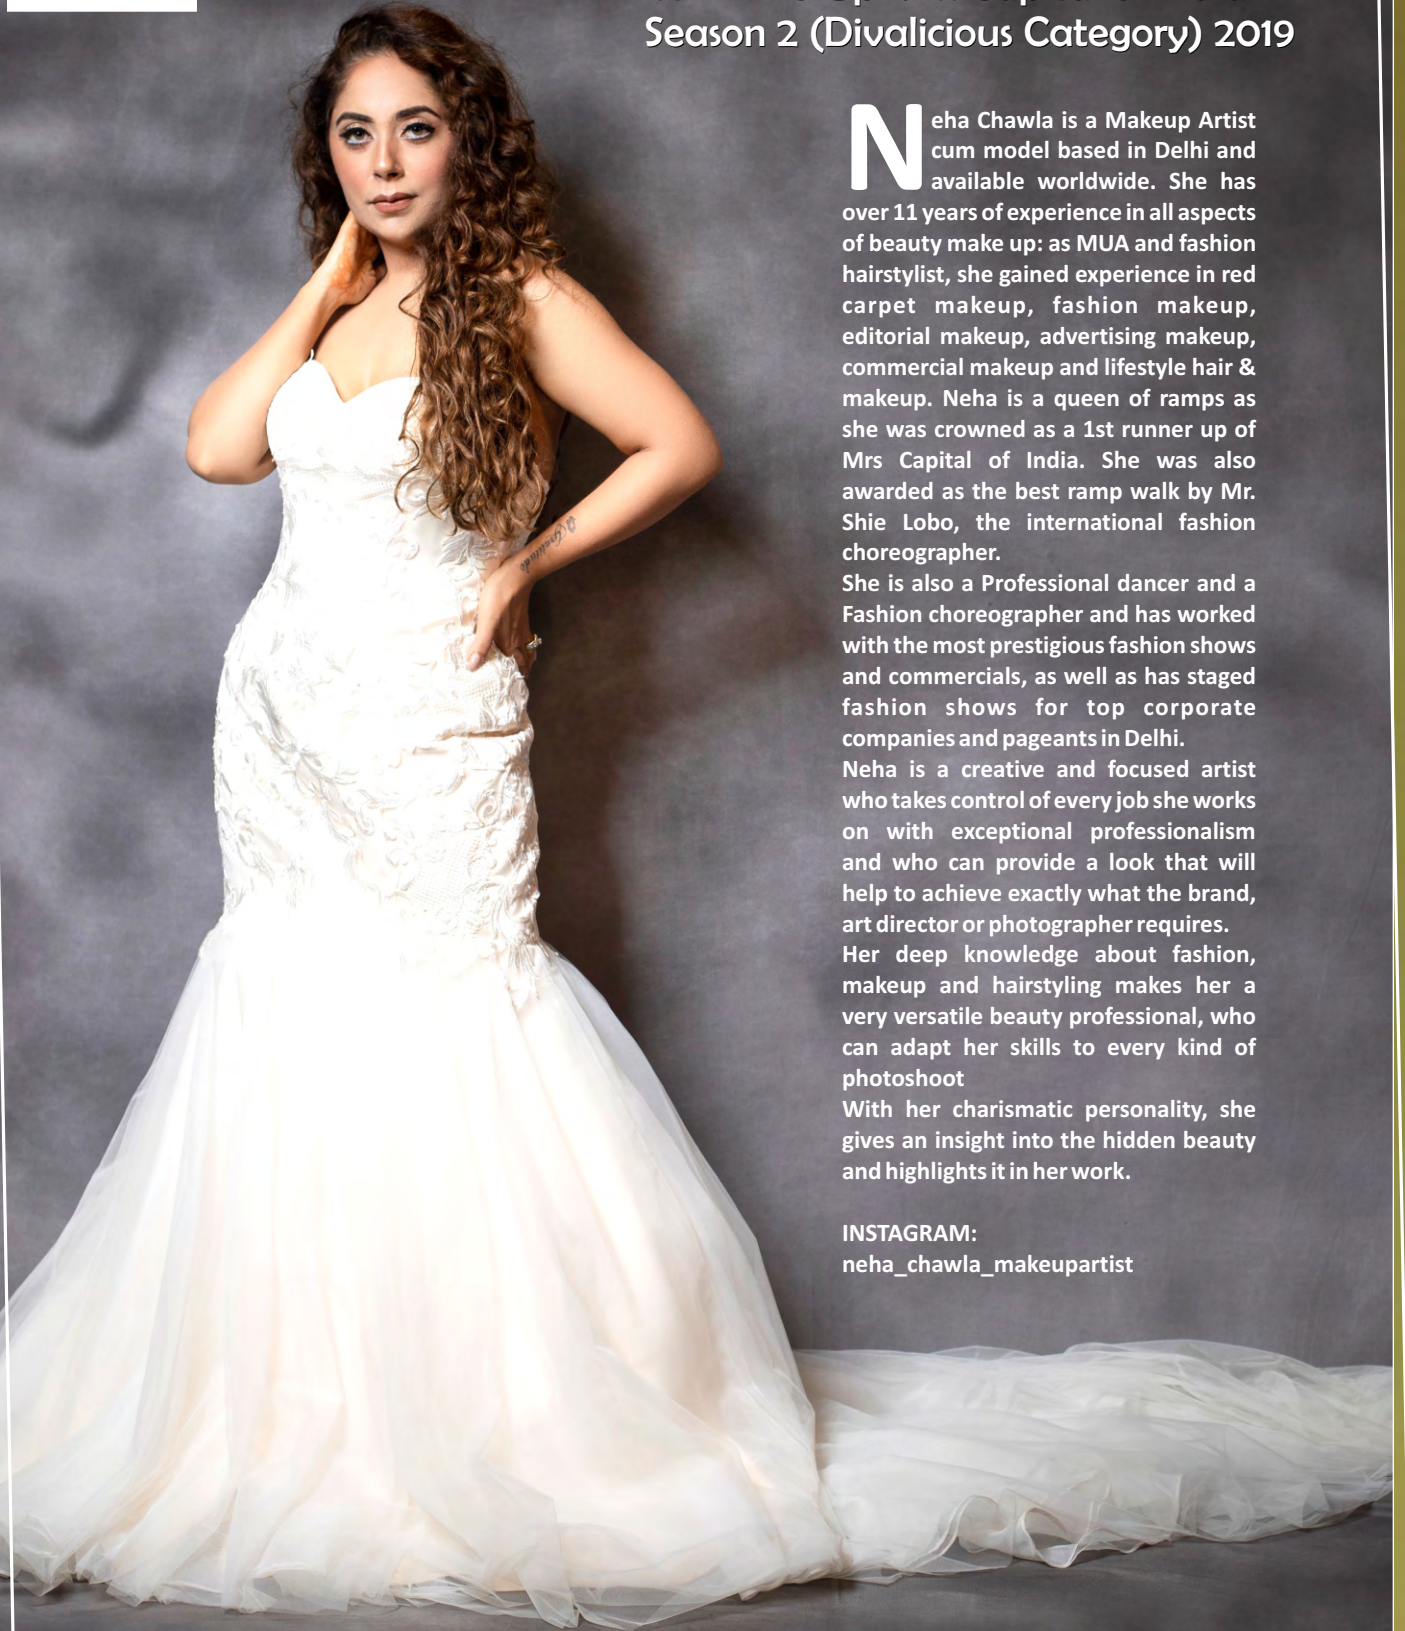 Season 2 (Divalicious Category) 2019
Neha Chawla is a Makeup Artist
cum model based in Delhi and
available worldwide. She has
over 11 years of experience in all aspects
of beauty make up: as MUA and fashion
hairstylist, she gained experience in red
carpet makeup, fashion makeup,
editorial makeup, advertising makeup,
commercial makeup and lifestyle hair &
makeup. Neha is a queen of ramps as
she was crowned as a 1st runner up of
Mrs Capital of India. She was also
awarded as the best ramp walk by Mr.
Shie Lobo, the international fashion
choreographer.
She is also a Professional dancer and a
Fashion choreographer and has worked
with the most prestigious fashion shows
and commercials, as well as has staged
fashion shows for top corporate
companies and pageants in Delhi.
Neha is a creative and focused artist
who takes control of every job she works
on with exceptional professionalism
and who can provide a look that will
help to achieve exactly what the brand,
art director or photographer requires.
Her deep knowledge about fashion,
makeup and hairstyling makes her a
very versatile beauty professional, who
can adapt her skills to every kind of
photoshoot
With her charismatic personality, she
gives an insight into the hidden beauty
and highlights it in her work.
INSTAGRAM:
neha_chawla_makeupartist